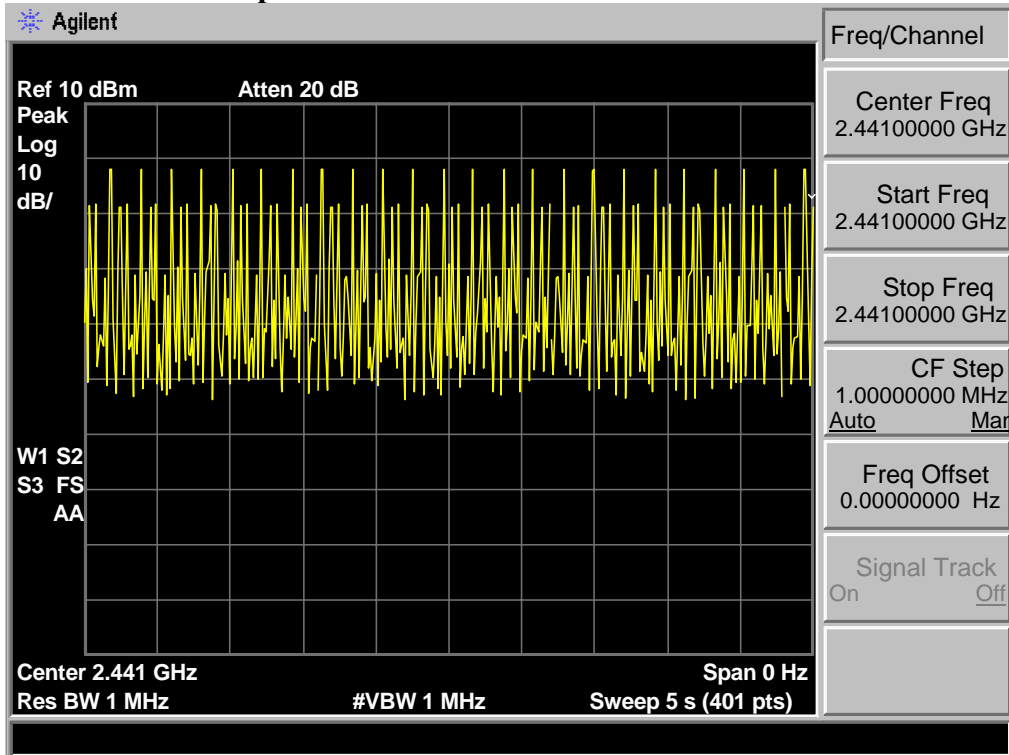 Agilent
Freq/Channel
Ref 10 dBm Atten 20 dB
Peak
Log
10
dB/
W1 S2
S3 FS
AA
Center 2.441 GHz Span 0 Hz
Res BW 1 MHz #VBW 1 MHz Sweep 5 s (401 pts)
Center Freq
2.44100000 GHz
Start Freq
2.44100000 GHz
Stop Freq
2.44100000 GHz
CF Step
1.00000000 MHz
Auto
Freq Offset
0.00000000 Hz
Signal Track
On Off